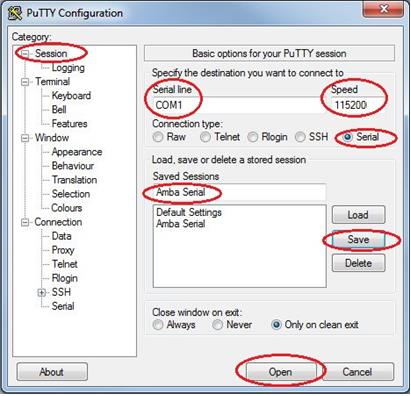 PuTTY Configuration
Category:
Session
Logging
Terminal
Keyboard
Bell
Features
Window
Appearance
Behaviour
Translation
Selection
Colours
Connection
Data
Proxy
Telnet
Rlogin
SSH
Serial
Basic options for your PuTTY session
Specify the destination you want to connect to
Serial line Speed
COM1 115200
Connection type:
Raw Telnet Rlogin SSH Serial
Load, save or delete a stored session
Saved Sessions
Amba Serial
Default Settings
Amba Serial
Load
Save
Delete
Close window on exit:
Always Never Only on clean exit
About Open Cancel